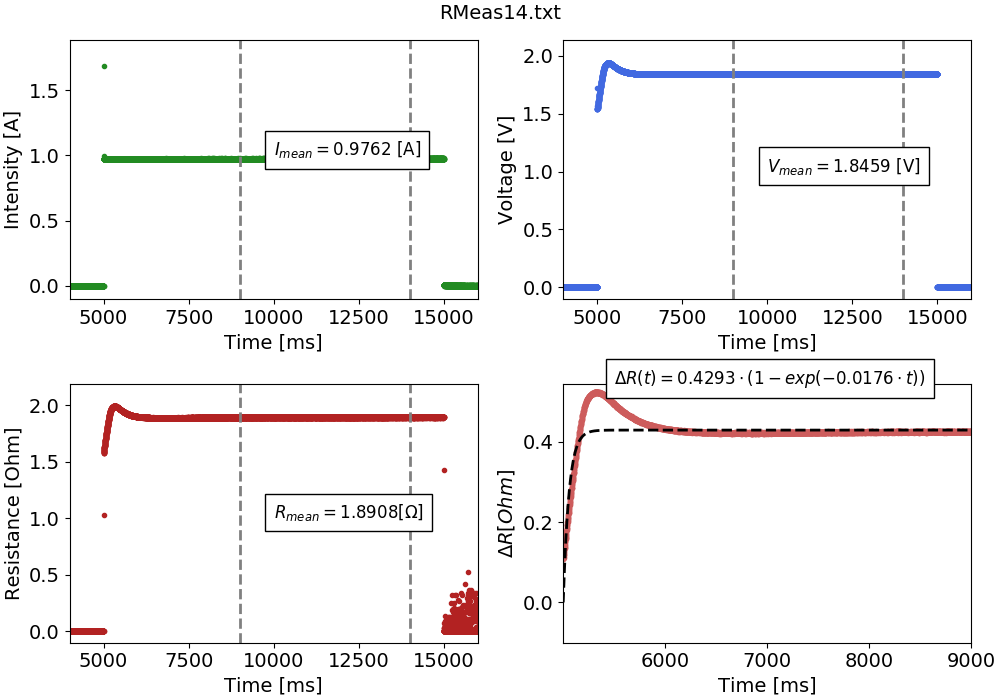 RMeas14.txt
Intensity [A]
1.5
1.0
0.5
0.0
I_mean = 0.9762 [A]
5000 7500 10000 12500 15000
Time [ms]
Voltage [V]
2.0
1.5
1.0
0.5
0.0
V_mean = 1.8459 [V]
5000 7500 10000 12500 15000
Time [ms]
Resistance [Ohm]
2.0
1.5
1.0
0.5
0.0
R_mean = 1.8908[Ω]
5000 7500 10000 12500 15000
Time [ms]
ΔR(t) = 0.4293 · (1 − exp(−0.0176 · t))
ΔR[Ohm]
0.4
0.2
0.0
6000 7000 8000 9000
Time [ms]